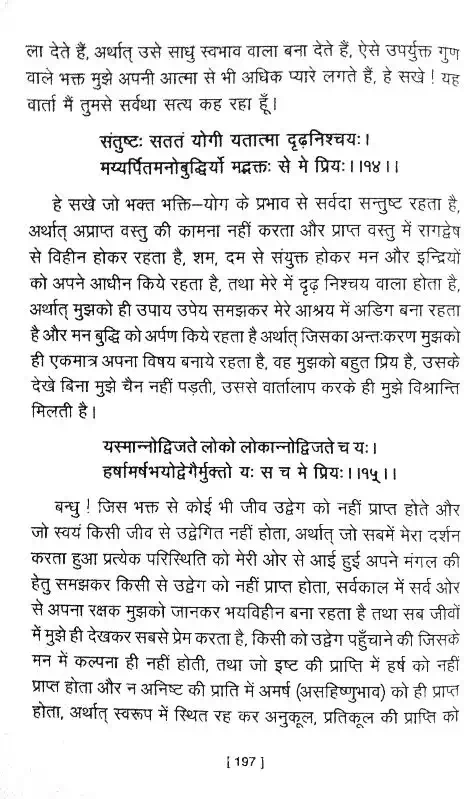 ला देते हैं, अर्थात् उसे साधु स्वभाव वाला बना देते हैं, ऐसे उपर्युक्त गुण
वाले भक्त मुझे अपनी आत्मा से भी अधिक प्यारे लगते हैं, हे सखे ! यह
वार्ता मैं तुमसे सर्वथा सत्य कह रहा हूँ।
संतुष्टः सततं योगी यतात्मा दृढ़निश्चयः।
मय्यर्पितमनोबुद्धिर्यो मद्भक्तः से मे प्रियः।।१४।।
हे सखे जो भक्त भक्ति–योग के प्रभाव से सर्वदा सन्तुष्ट रहता है,
अर्थात् अप्राप्त वस्तु की कामना नहीं करता और प्राप्त वस्तु में रागद्वेष
से विहीन होकर रहता है, शम, दम से संयुक्त होकर मन और इन्द्रियों
को अपने आधीन किये रहता है, तथा मेरे में दृढ़ निश्चय वाला होता है,
अर्थात् मुझको ही उपाय उपेय समझकर मेरे आश्रय में अडिग बना रहता
है और मन बुद्धि को अर्पण किये रहता है अर्थात् जिसका अन्तःकरण मुझको
ही एकमात्र अपना विषय बनाये रहता है, वह मुझको बहुत प्रिय है, उसके
देखे बिना मुझे चैन नहीं पड़ती, उससे वार्तालाप करके ही मुझे विश्रान्ति
मिलती है।
यस्मान्नोद्विजते लोको लोकान्नोद्विजते च यः।
हर्षामर्षभयोद्वेगैर्मुक्तो यः स च मे प्रियः।।१५्।।
बन्धु ! जिस भक्त से कोई भी जीव उद्वेग को नहीं प्राप्त होते और
जो स्वयं किसी जीव से उद्वेगित नहीं होता, अर्थात् जो सबमें मेरा दर्शन
करता हुआ प्रत्येक परिस्थिति को मेरी ओर से आई हुई अपने मंगल की
हेतु समझकर किसी से उद्वेग को नहीं प्राप्त होता, सर्वकाल में सर्व ओर
से अपना रक्षक मुझको जानकर भयविहीन बना रहता है तथा सब जीवों
में मुझे ही देखकर सबसे प्रेम करता है, किसी को उद्वेग पहुँचाने की जिसके
मन में कल्पना ही नहीं होती, तथा जो इष्ट की प्राप्ति में हर्ष को नहीं
प्राप्त होता और न अनिष्ट की प्राति में अमर्ष (असहिष्णुभाव) को ही प्राप्त
होता, अर्थात् स्वरूप में स्थित रह कर अनुकूल, प्रतिकूल की प्राप्ति को
[ 197 ]